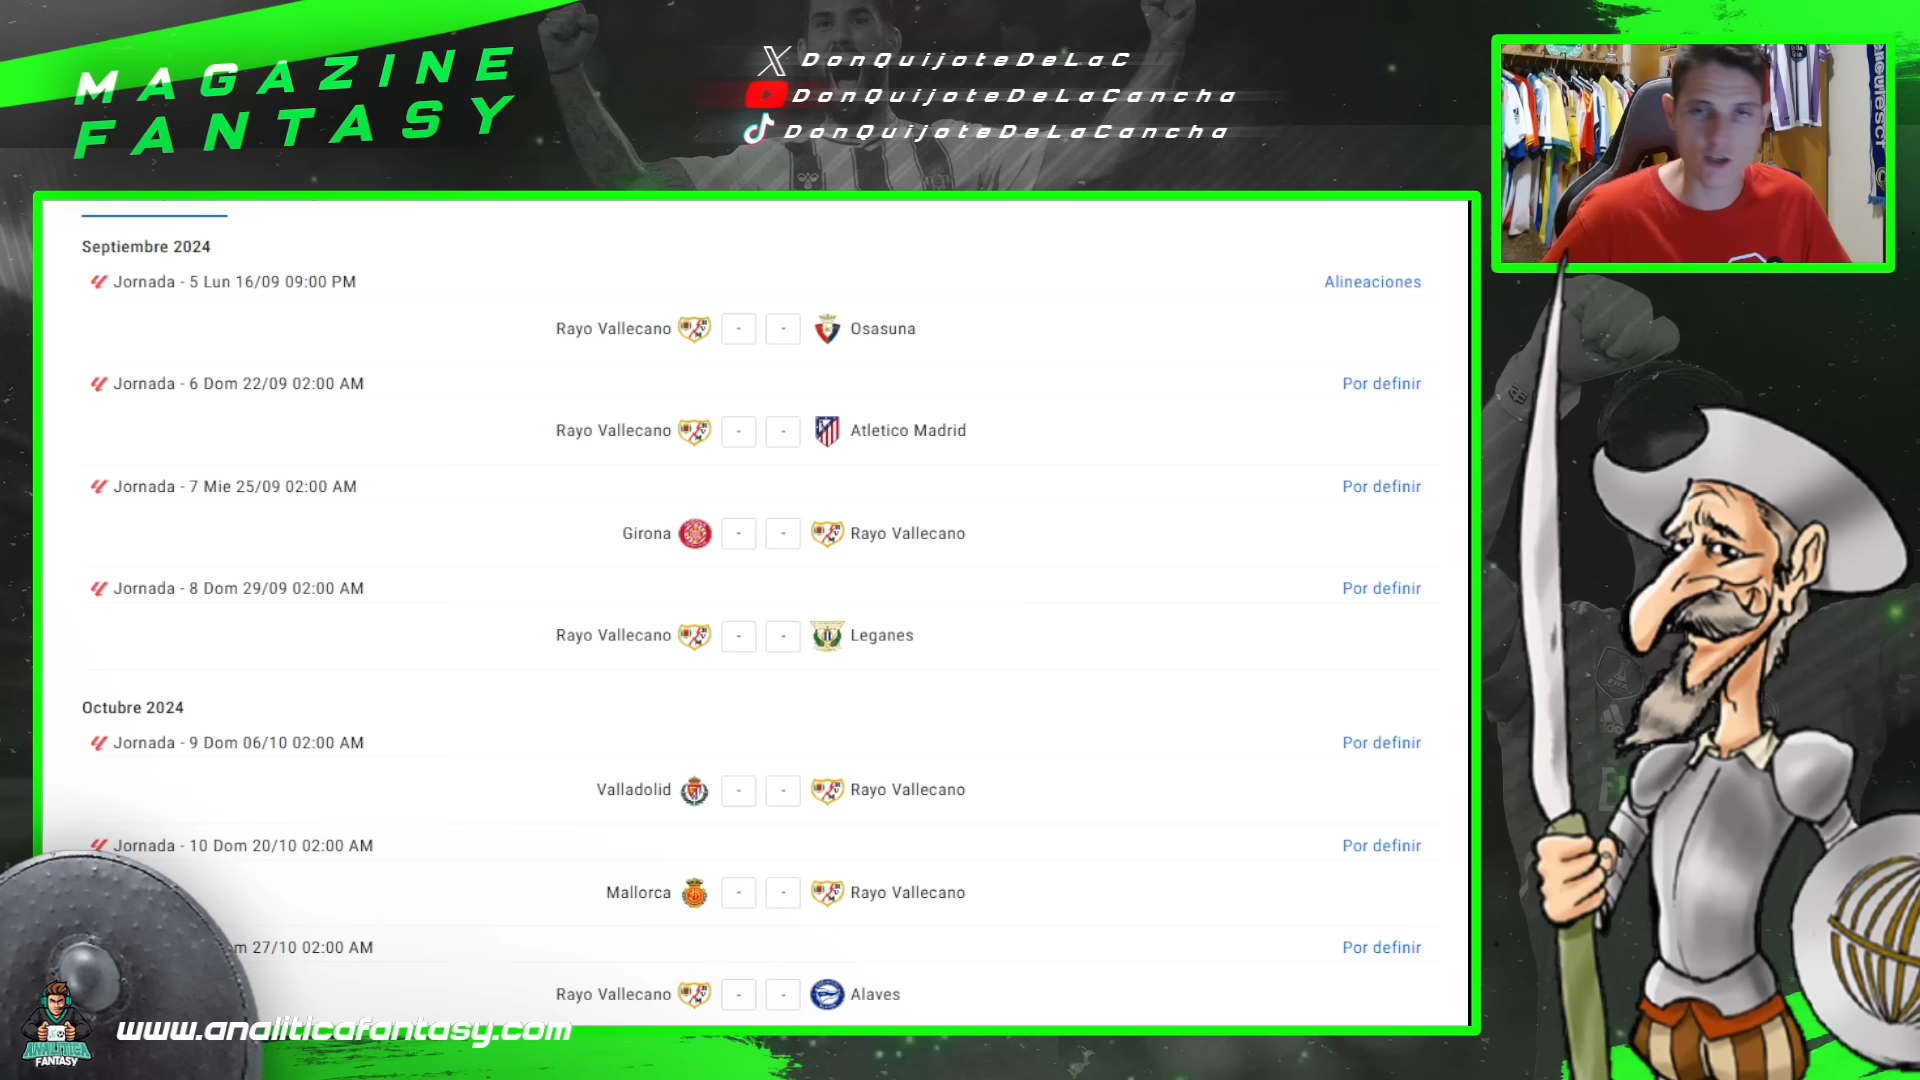 MAGAZINE
FANTASY
DonQuijoteDeLaC
DonQuijoteDeLaCancha
DonQuijoteDeLaCancha
Septiembre 2024
Jornada - 5 Lun 16/09 09:00 PM
Alineaciones
Rayo Vallecano - - Osasuna
Jornada - 6 Dom 22/09 02:00 AM
Por definir
Rayo Vallecano - - Atletico Madrid
Jornada - 7 Mie 25/09 02:00 AM
Por definir
Girona - - Rayo Vallecano
Jornada - 8 Dom 29/09 02:00 AM
Por definir
Rayo Vallecano - - Leganes
Octubre 2024
Jornada - 9 Dom 06/10 02:00 AM
Por definir
Valladolid - - Rayo Vallecano
Jornada - 10 Dom 20/10 02:00 AM
Por definir
Mallorca - - Rayo Vallecano
m 27/10 02:00 AM
Por definir
Rayo Vallecano - - Alaves
ANALITICA
FANTASY
www.analiticafantasy.com